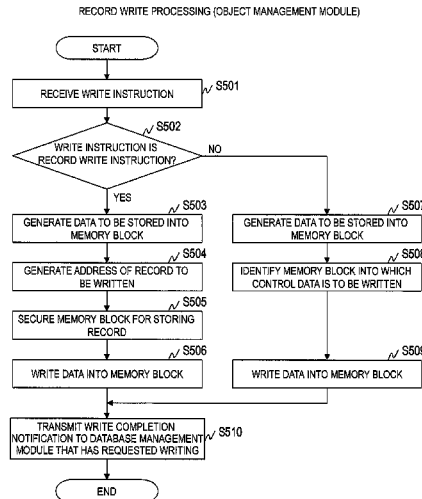 RECORD WRITE PROCESSING (OBJECT MANAGEMENT MODULE)
START
RECEIVE WRITE INSTRUCTION
S501
S502
WRITE INSTRUCTION IS
RECORD WRITE INSTRUCTION?
NO
YES
S503
GENERATE DATA TO BE STORED INTO
MEMORY BLOCK
S504
GENERATE ADDRESS OF RECORD TO
BE WRITTEN
S505
SECURE MEMORY BLOCK FOR STORING
RECORD
S506
WRITE DATA INTO MEMORY BLOCK
S507
GENERATE DATA TO BE STORED INTO
MEMORY BLOCK
S508
IDENTIFY MEMORY BLOCK INTO WHICH
CONTROL DATA IS TO BE WRITTEN
S509
WRITE DATA INTO MEMORY BLOCK
TRANSMIT WRITE COMPLETION
NOTIFICATION TO DATABASE MANAGEMENT
MODULE THAT HAS REQUESTED WRITING
S510
END